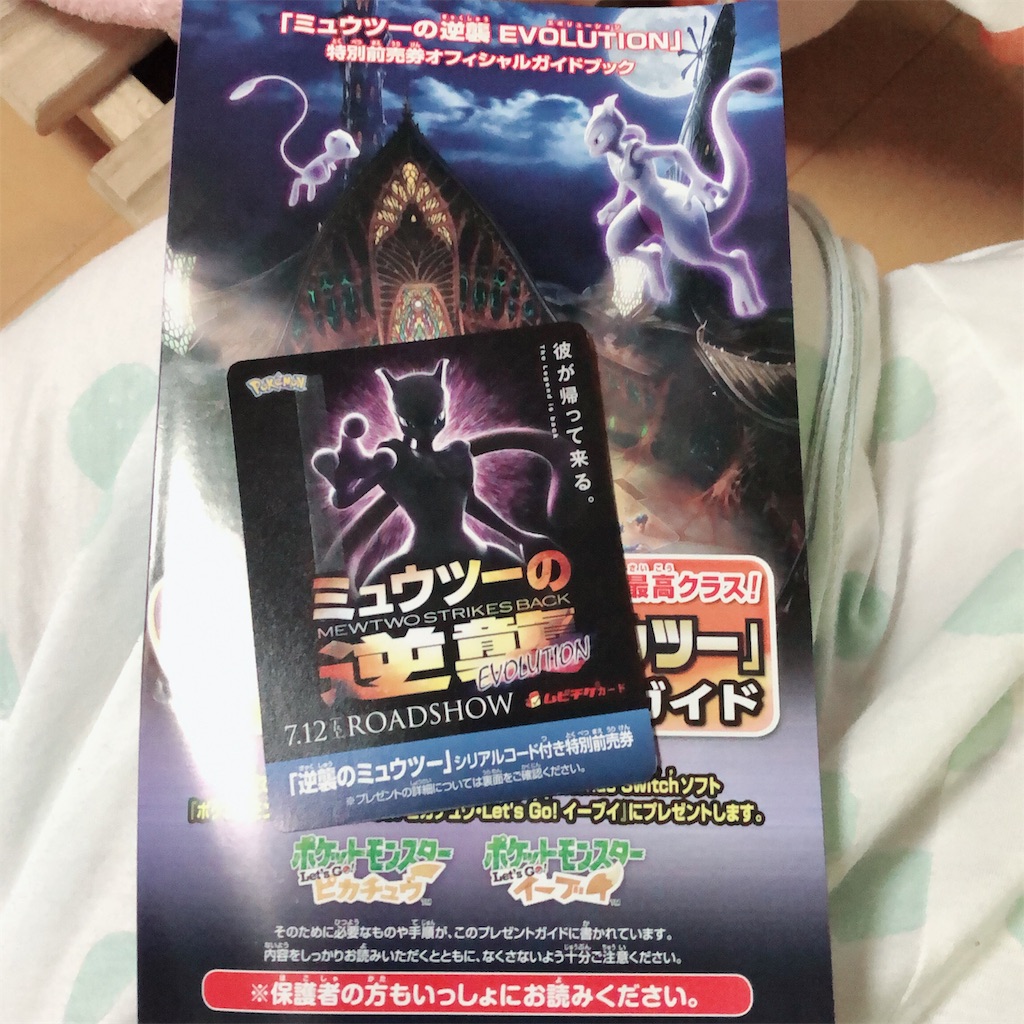 「ミュウツーの逆襲 EVOLUTION」
特別前売券オフィシャルガイドブック
Pokémon
彼が帰って来る。
The Legend is back
ミュウツーの
MEWTWO STRIKES BACK
逆襲
EVOLUTION
7.12 ROADSHOW
ムビチケカード
「逆襲のミュウツー」シリアルコード付き特別前売券
※プレゼントの詳細については裏面をご確認ください。
最高クラス!
ツー」
ガイド
Switchソフト
・Let's Go! イーブイ』にプレゼントします。
ポケットモンスター
Let's Go!
ピカチュウ
ポケットモンスター
Let's Go!
イーブイ
そのために必要なものや手順が、このプレゼントガイドに書かれています。
内容をしっかりお読みいただくとともに、なくさないよう十分ご注意ください。
※保護者の方もいっしょにお読みください。